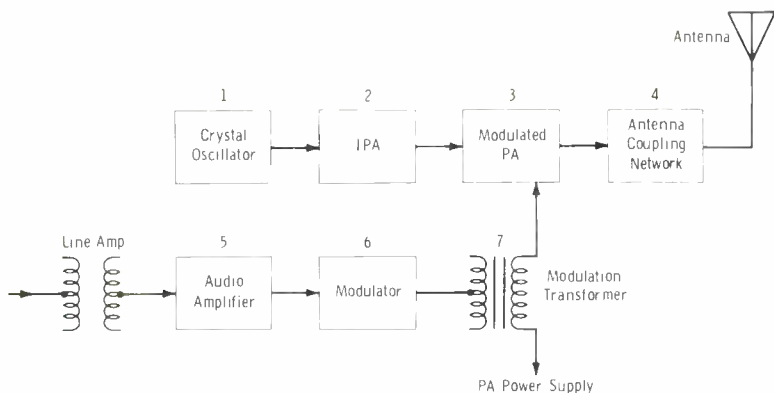 Antenna
1
2
3
4
Crystal
Oscillator
IPA
Modulated
PA
Antenna
Coupling
Network
Line Amp
5
6
7
Audio
Amplifier
Modulator
Modulation
Transformer
PA Power Supply